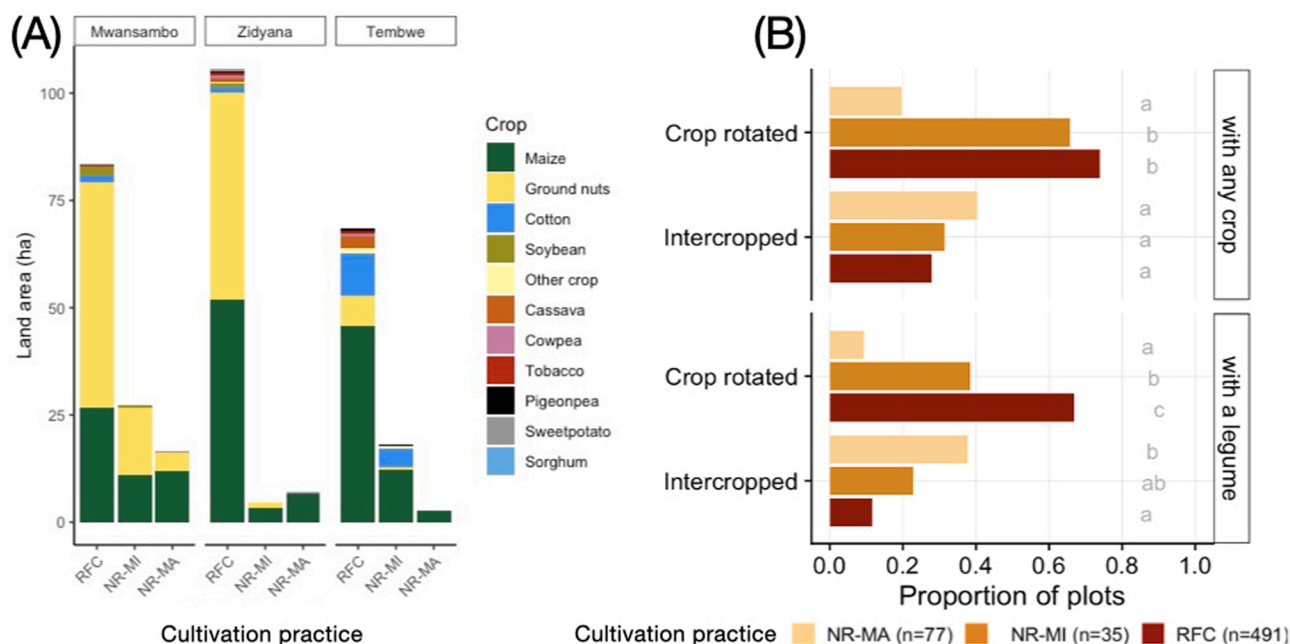 (A)
Mwansambo Zidyana Tembwe
Land area (ha)
100
75
50
25
0
RFC NR-MI NR-MA RFC NR-MI NR-MA RFC NR-MI NR-MA
Cultivation practice
Crop
Maize
Ground nuts
Cotton
Soybean
Other crop
Cassava
Cowpea
Tobacco
Pigeonpea
Sweetpotato
Sorghum
(B)
with any crop
Crop rotated
a
b
b
Intercropped
a
a
a
with a legume
Crop rotated
a
b
c
Intercropped
b
ab
a
0.0 0.2 0.4 0.6 0.8 1.0
Proportion of plots
Cultivation practice NR-MA (n=77) NR-MI (n=35) RFC (n=491)